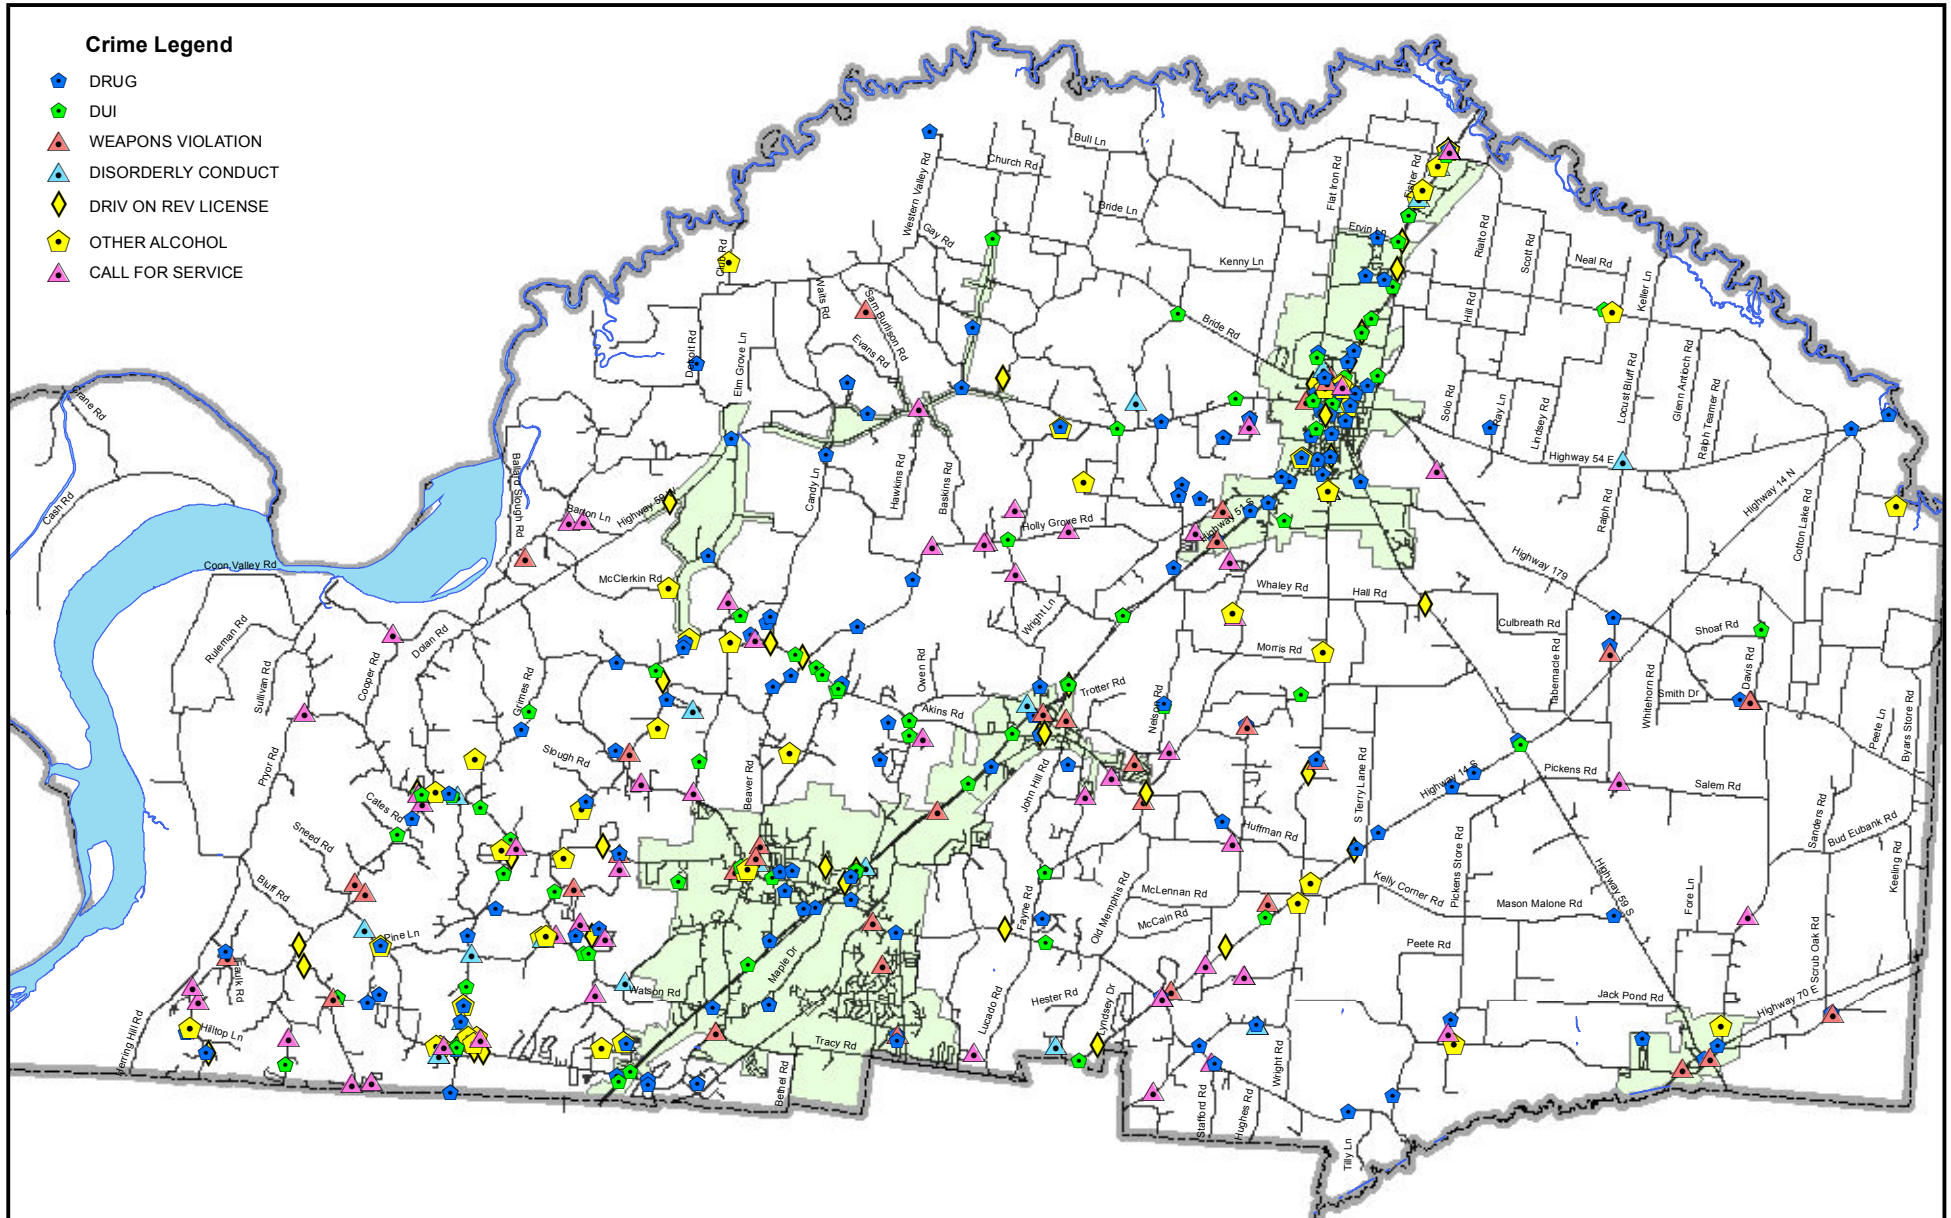 Crime Legend
DRUG
DUI
WEAPONS VIOLATION
DISORDERLY CONDUCT
DRIV ON REV LICENSE
OTHER ALCOHOL
CALL FOR SERVICE
Bull Ln
Church Rd
Western Valley Rd
Flat Iron Rd
Fisher Rd
Bride Ln
Gay Rd
Ervin Ln
Rialto Rd
Scott Rd
Club Rd
Kenny Ln
Neal Rd
Keller Ln
Waits Rd
Sam Burlison Rd
Hill Rd
Bride Rd
Evans Rd
Detroit Rd
Elm Grove Ln
Locust Bluff Rd
Glenn Antioch Rd
Ralph Teamer Rd
Crane Rd
Solo Rd
Ray Ln
Lindsey Rd
Highway 54 E
Ballard Slough Rd
Candy Ln
Hawkins Rd
Baskins Rd
Highway 14 N
Cash Rd
Barton Ln
Highway 59 W
Holly Grove Rd
Highway 51 S
Ralph Rd
Cotton Lake Rd
Coon Valley Rd
McClerkin Rd
Highway 179
Whaley Rd
Hall Rd
Wright Ln
Ruleman Rd
Dolan Rd
Culbreath Rd
Shoaf Rd
Morris Rd
Sullivan Rd
Cooper Rd
Grimes Rd
Owen Rd
Trotter Rd
Nelson Rd
Tabernacle Rd
Whitehorn Rd
Smith Dr
Davis Rd
Akins Rd
Peete Ln
Byars Store Rd
Pryor Rd
Slough Rd
Beaver Rd
John Hill Rd
S Terry Lane Rd
Highway 14 S
Pickens Rd
Salem Rd
Cates Rd
Sneed Rd
Huffman Rd
Pickens Store Rd
Sanders Rd
Bud Eubank Rd
Keeling Rd
Bluff Rd
Fayne Rd
Old Memphis Rd
McLennan Rd
McCain Rd
Kelly Corner Rd
Mason Malone Rd
Highway 59 S
Fore Ln
Pine Ln
Maple Dr
Peete Rd
Scrub Oak Rd
Faulk Rd
Watson Rd
Lucado Rd
Hester Rd
Lyndsey Dr
Jack Pond Rd
Highway 70 E
Herring Hill Rd
Hilltop Ln
Tracy Rd
Bethel Rd
Wright Rd
Stafford Rd
Hughes Rd
Tilly Ln